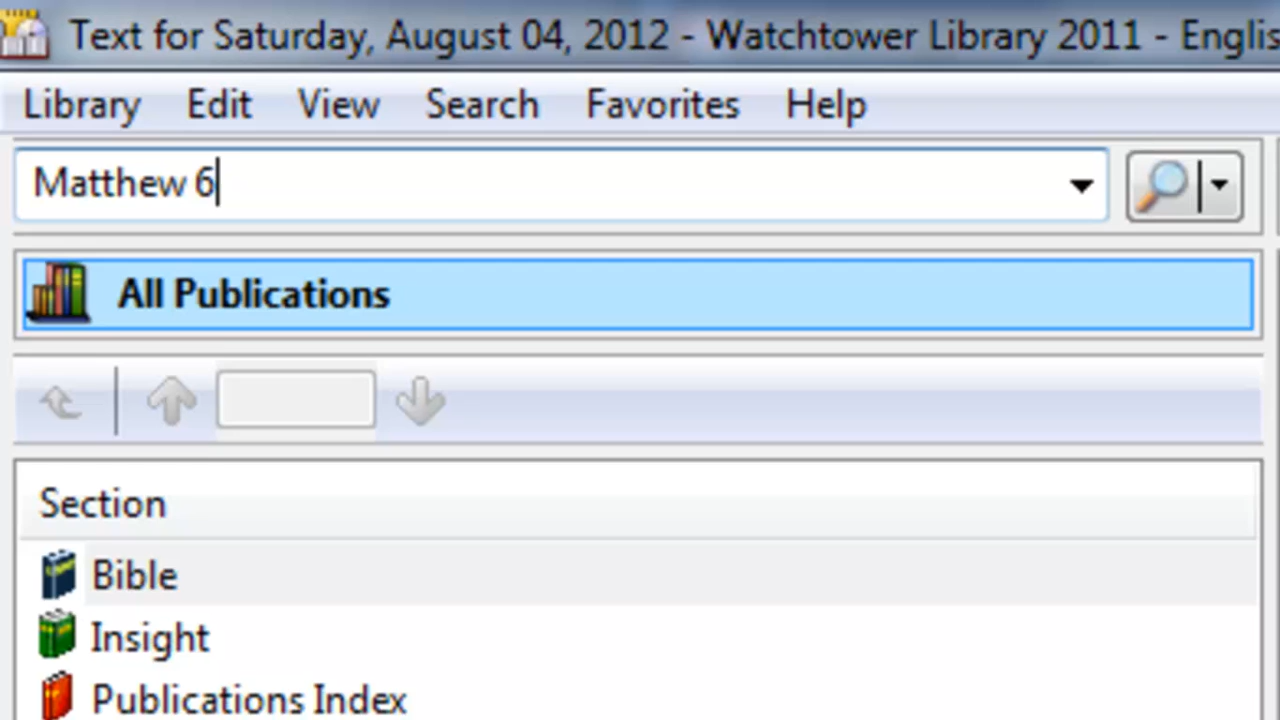 Text for Saturday, August 04, 2012 - Watchtower Library 2011 - Englis
Library Edit View Search Favorites Help
Matthew 6
All Publications
Section
Bible
Insight
Publications Index